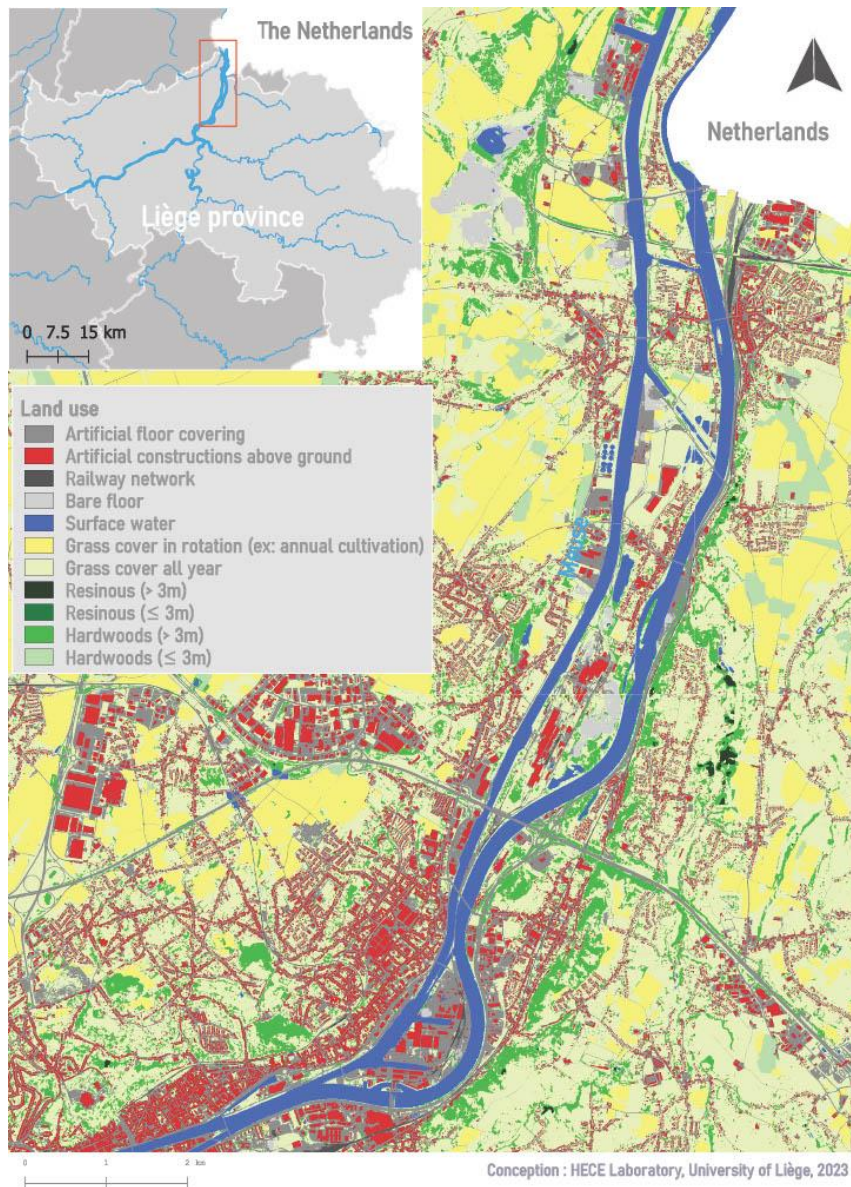 The Netherlands
Liège province
0 7.5 15 km
Netherlands
Land use
Artificial floor covering
Artificial constructions above ground
Railway network
Bare floor
Surface water
Grass cover in rotation (ex: annual cultivation)
Grass cover all year
Resinous (> 3m)
Resinous (≤ 3m)
Hardwoods (> 3m)
Hardwoods (≤ 3m)
Meuse
0 1 2 km
Conception : HECE Laboratory, University of Liège, 2023